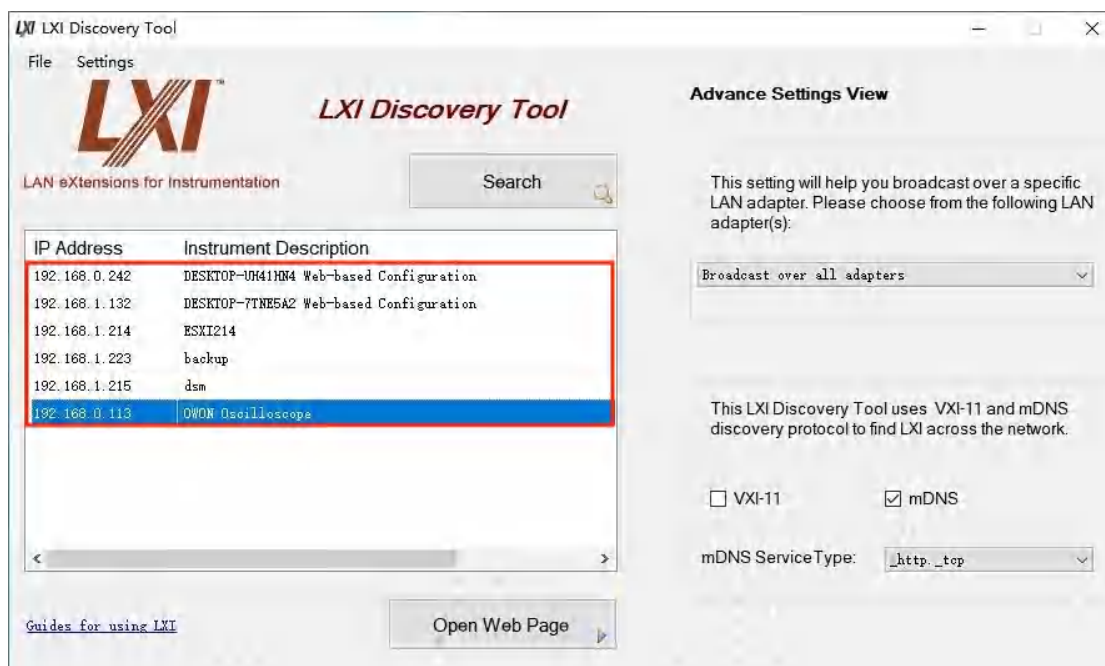 LXI LXI Discovery Tool
File Settings
LXI™
LXI Discovery Tool
LAN eXtensions for Instrumentation
Search
IP Address Instrument Description
192.168.0.242 DESKTOP-UH41HN4 Web-based Configuration
192.168.1.132 DESKTOP-7TNE5A2 Web-based Configuration
192.168.1.214 ESXI214
192.168.1.223 backup
192.168.1.215 dsm
192.168.0.113 OWON Oscilloscope
Guides for using LXI
Open Web Page
Advance Settings View
This setting will help you broadcast over a specific
LAN adapter. Please choose from the following LAN
adapter(s):
Broadcast over all adapters
This LXI Discovery Tool uses VXI-11 and mDNS
discovery protocol to find LXI across the network.
VXI-11 mDNS
mDNS ServiceType: _http._tcp